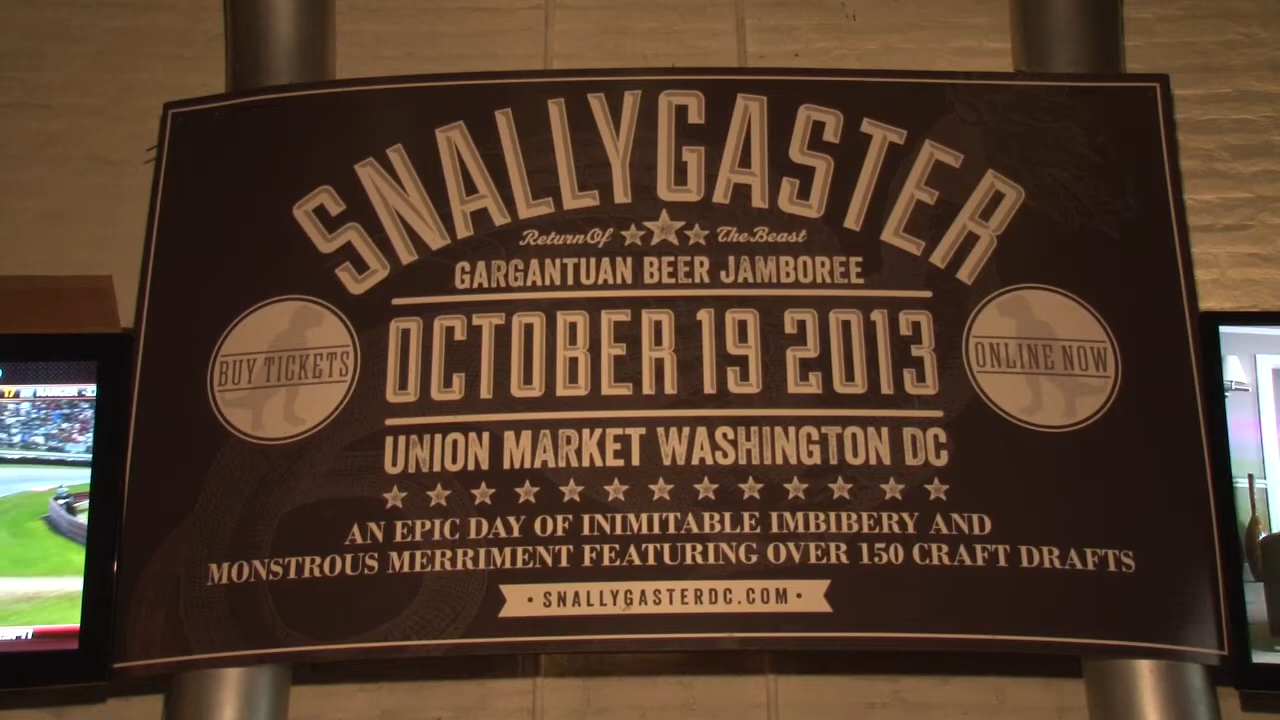 SNALLYGASTER
Return Of The Beast
GARGANTUAN BEER JAMBOREE
OCTOBER 19 2013
BUY TICKETS
ONLINE NOW
UNION MARKET WASHINGTON DC
AN EPIC DAY OF INIMITABLE IMBIBERY AND
MONSTROUS MERRIMENT FEATURING OVER 150 CRAFT DRAFTS
• SNALLYGASTERDC.COM •